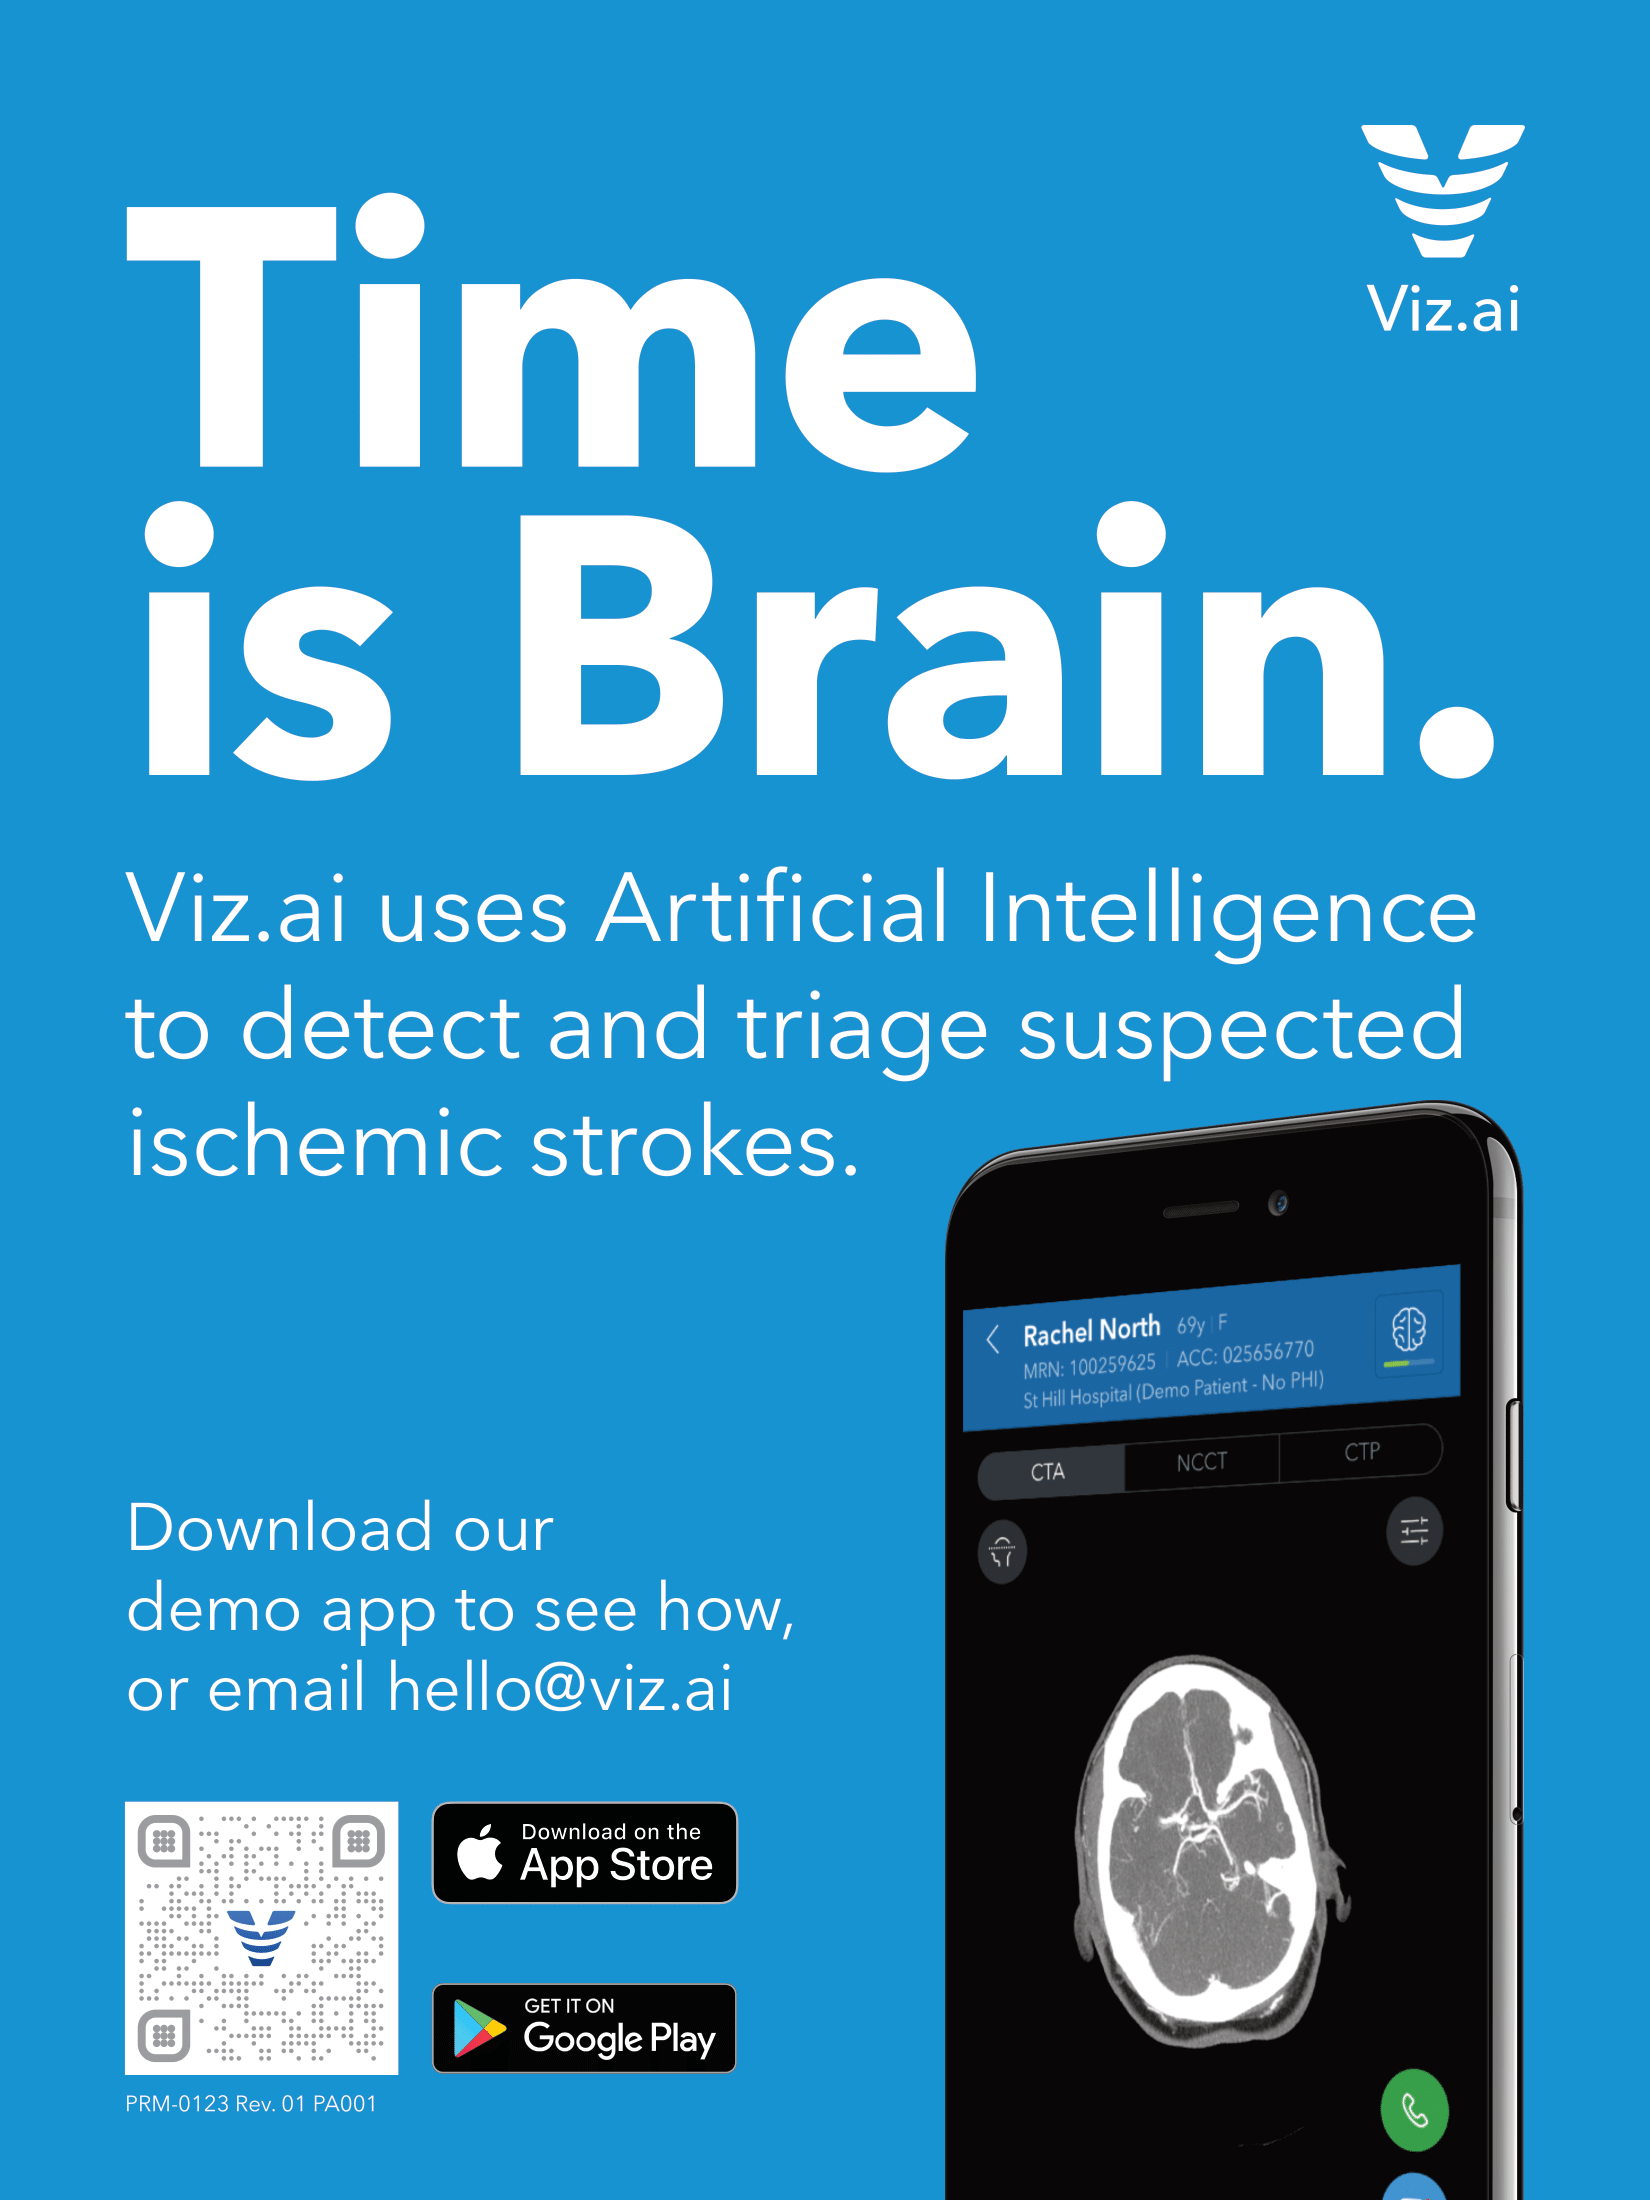 Viz.ai
Time
is Brain.
Viz.ai uses Artificial Intelligence
to detect and triage suspected
ischemic strokes.
Rachel North 69y | F
MRN: 100259625 | ACC: 025656770
St Hill Hospital (Demo Patient - No PHI)
CTA NCCT CTP
Download our
demo app to see how,
or email hello@viz.ai
Download on the
App Store
GET IT ON
Google Play
PRM-0123 Rev. 01 PA001